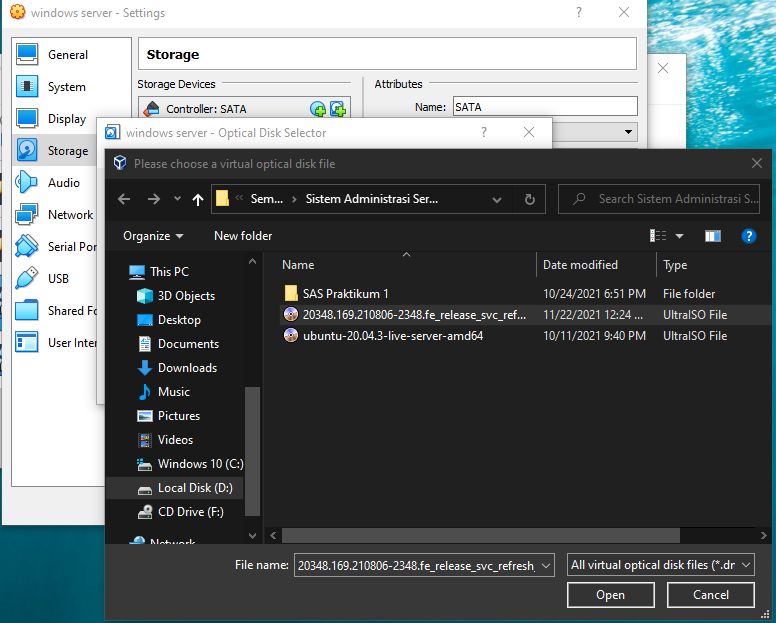 windows server - Settings
?
General
System
Display
Storage
Audio
Network
Serial Por
USB
Shared Fo
User Inter
Storage
Storage Devices
Controller: SATA
Attributes
Name: SATA
windows server - Optical Disk Selector
?
Please choose a virtual optical disk file
« Sem... › Sistem Administrasi Ser...
Search Sistem Administrasi S...
Organize
New folder
?
Name
Date modified
Type
This PC
3D Objects
Desktop
Documents
Downloads
Music
Pictures
Videos
Windows 10 (C:)
Local Disk (D:)
CD Drive (F:)
Network
SAS Praktikum 1 10/24/2021 6:51 PM File folder
20348.169.210806-2348.fe_release_svc_ref... 11/22/2021 12:24 ... UltraISO File
ubuntu-20.04.3-live-server-amd64 10/11/2021 9:40 PM UltraISO File
File name: 20348.169.210806-2348.fe_release_svc_refresh_
All virtual optical disk files (*.dr
Open
Cancel